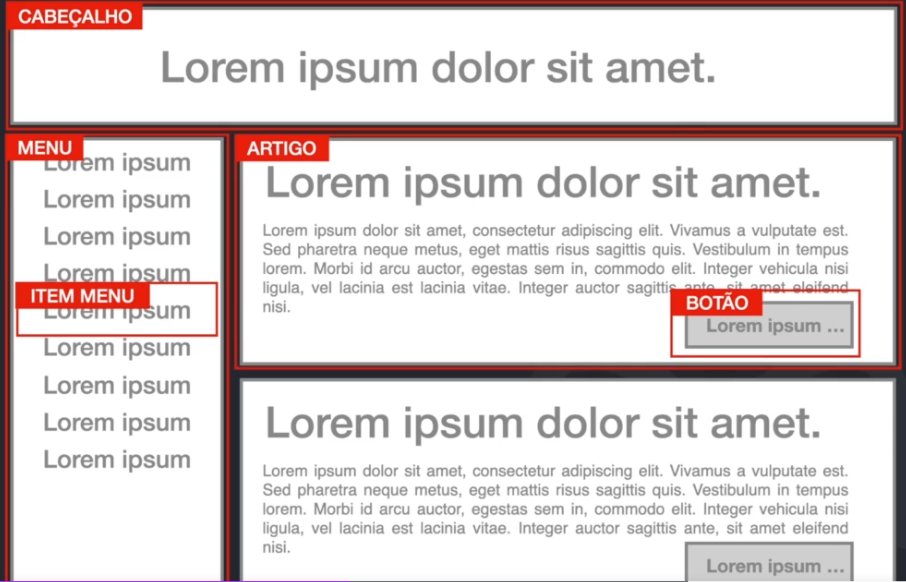 CABEÇALHO
Lorem ipsum dolor sit amet.
MENU
Lorem ipsum
Lorem ipsum
Lorem ipsum
Lorem ipsum
ITEM MENU
Lorem ipsum
Lorem ipsum
Lorem ipsum
Lorem ipsum
Lorem ipsum
ARTIGO
Lorem ipsum dolor sit amet.
Lorem ipsum dolor sit amet, consectetur adipiscing elit. Vivamus a vulputate est.
Sed pharetra neque metus, eget mattis risus sagittis quis. Vestibulum in tempus
lorem. Morbi id arcu auctor, egestas sem in, commodo elit. Integer vehicula nisi
ligula, vel lacinia est lacinia vitae. Integer auctor sagittis ante, sit amet eleifend
nisi.
BOTÃO
Lorem ipsum ...
Lorem ipsum dolor sit amet.
Lorem ipsum dolor sit amet, consectetur adipiscing elit. Vivamus a vulputate est.
Sed pharetra neque metus, eget mattis risus sagittis quis. Vestibulum in tempus
lorem. Morbi id arcu auctor, egestas sem in, commodo elit. Integer vehicula nisi
ligula, vel lacinia est lacinia vitae. Integer auctor sagittis ante, sit amet eleifend
nisi.
Lorem ipsum ...